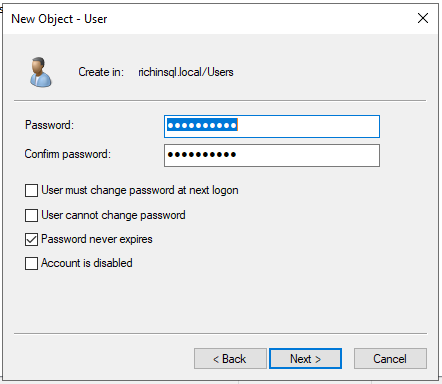 New Object - User
Create in: richinsql.local/Users
Password: ●●●●●●●●●●
Confirm password: ●●●●●●●●●●
User must change password at next logon
User cannot change password
Password never expires
Account is disabled
< Back Next > Cancel